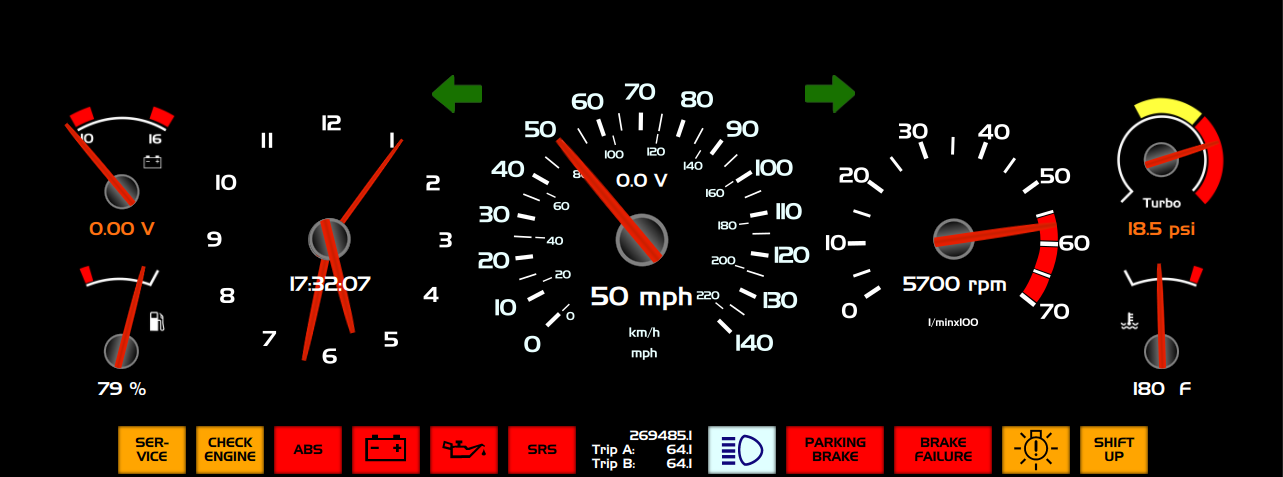 10 16
0.00 V
79 %
12
1
2
3
4
5
6
7
8
9
10
11
17:32:07
0
10
20
30
40
50
60
70
80
90
100
110
120
130
140
0
20
40
60
100
120
140
160
180
200
220
0.0 V
50 mph
km/h
mph
0
10
20
30
40
50
60
70
5700 rpm
1/minx100
Turbo
18.5 psi
180 F
SER-
VICE
CHECK
ENGINE
ABS
SRS
269485.1
Trip A: 64.1
Trip B: 64.1
PARKING
BRAKE
BRAKE
FAILURE
SHIFT
UP